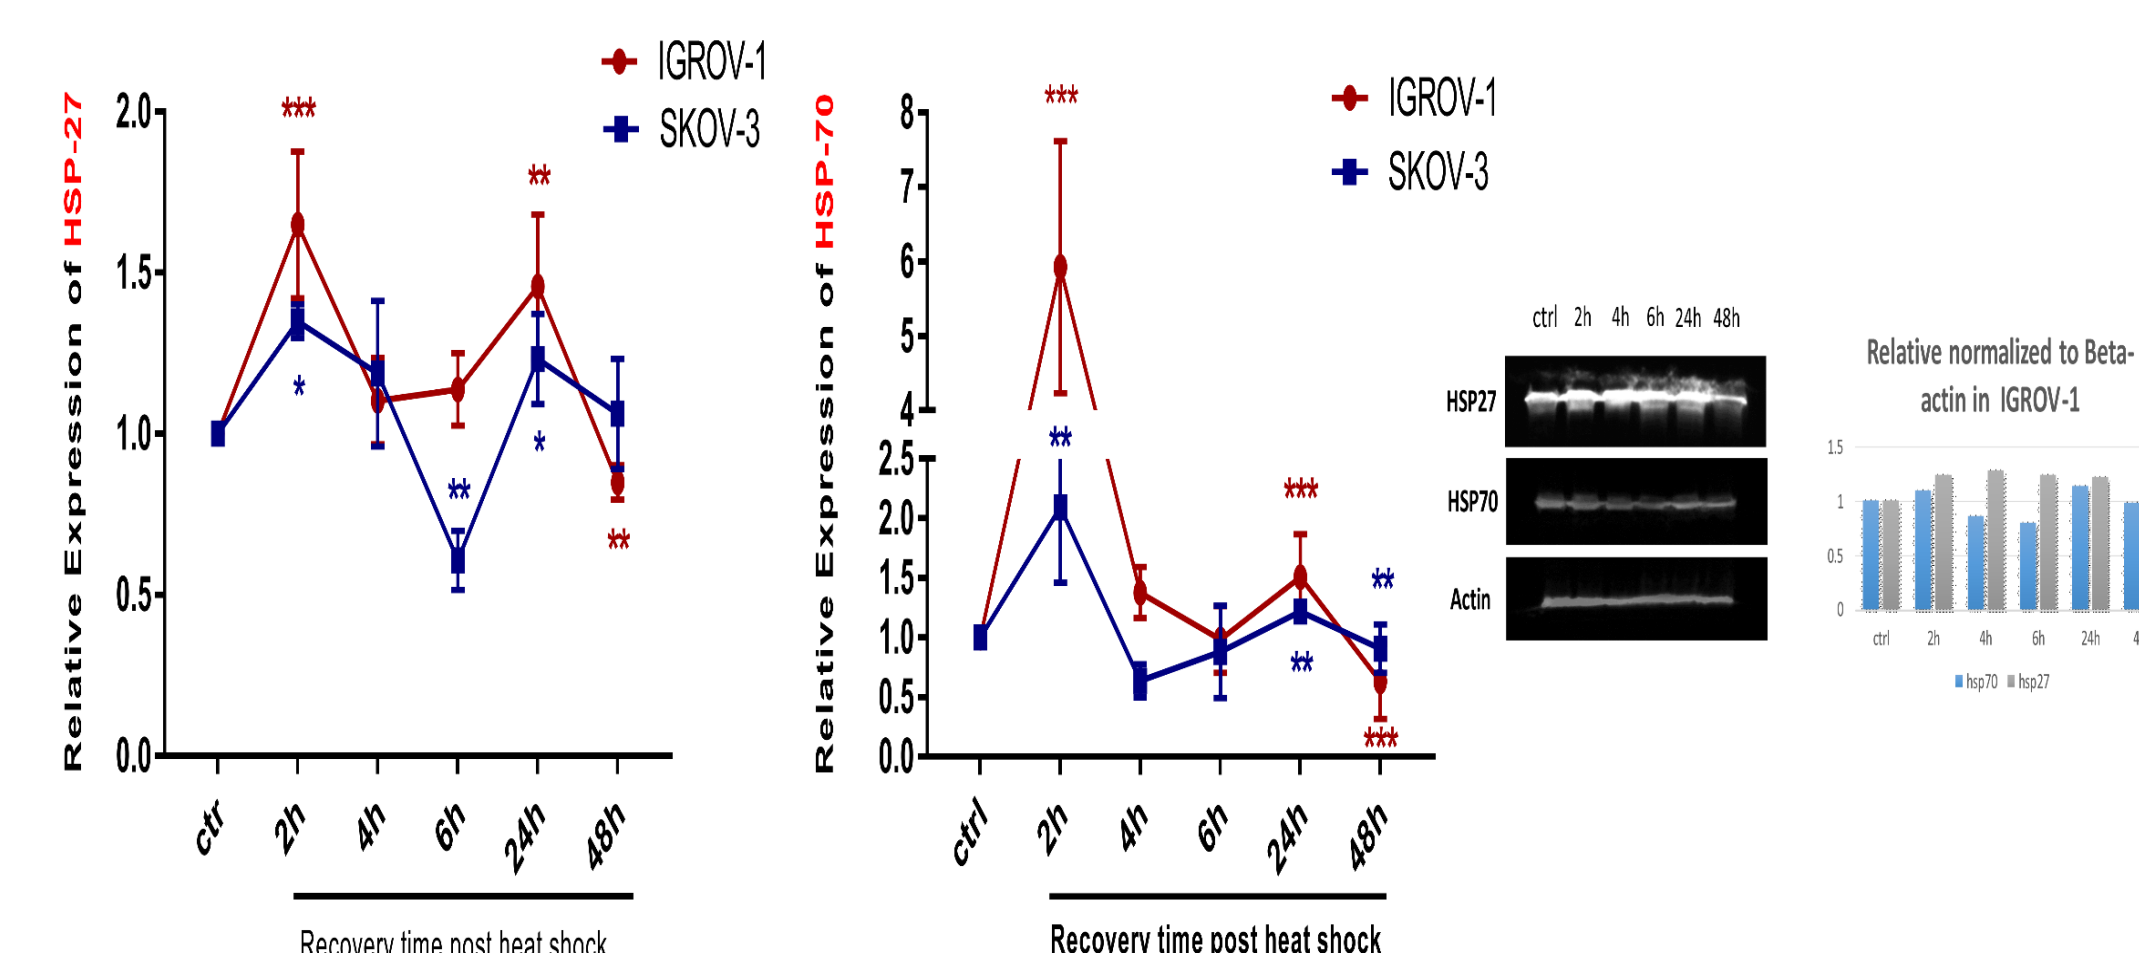 IGROV-1
SKOV-3
Relative Expression of HSP-27
2.0
1.5
1.0
0.5
0.0
***
*
**
**
*
**
ctr
2h
4h
6h
24h
48h
Recovery time post heat shock
IGROV-1
SKOV-3
Relative Expression of HSP-70
8
7
6
5
4
2.5
2.0
1.5
1.0
0.5
0.0
***
**
***
**
**
***
ctrl
2h
4h
6h
24h
48h
Recovery time post heat shock
ctrl 2h 4h 6h 24h 48h
HSP27
HSP70
Actin
Relative normalized to Beta-
actin in IGROV-1
1.5
1
0.5
0
ctrl 2h 4h 6h 24h 4
hsp70 hsp27